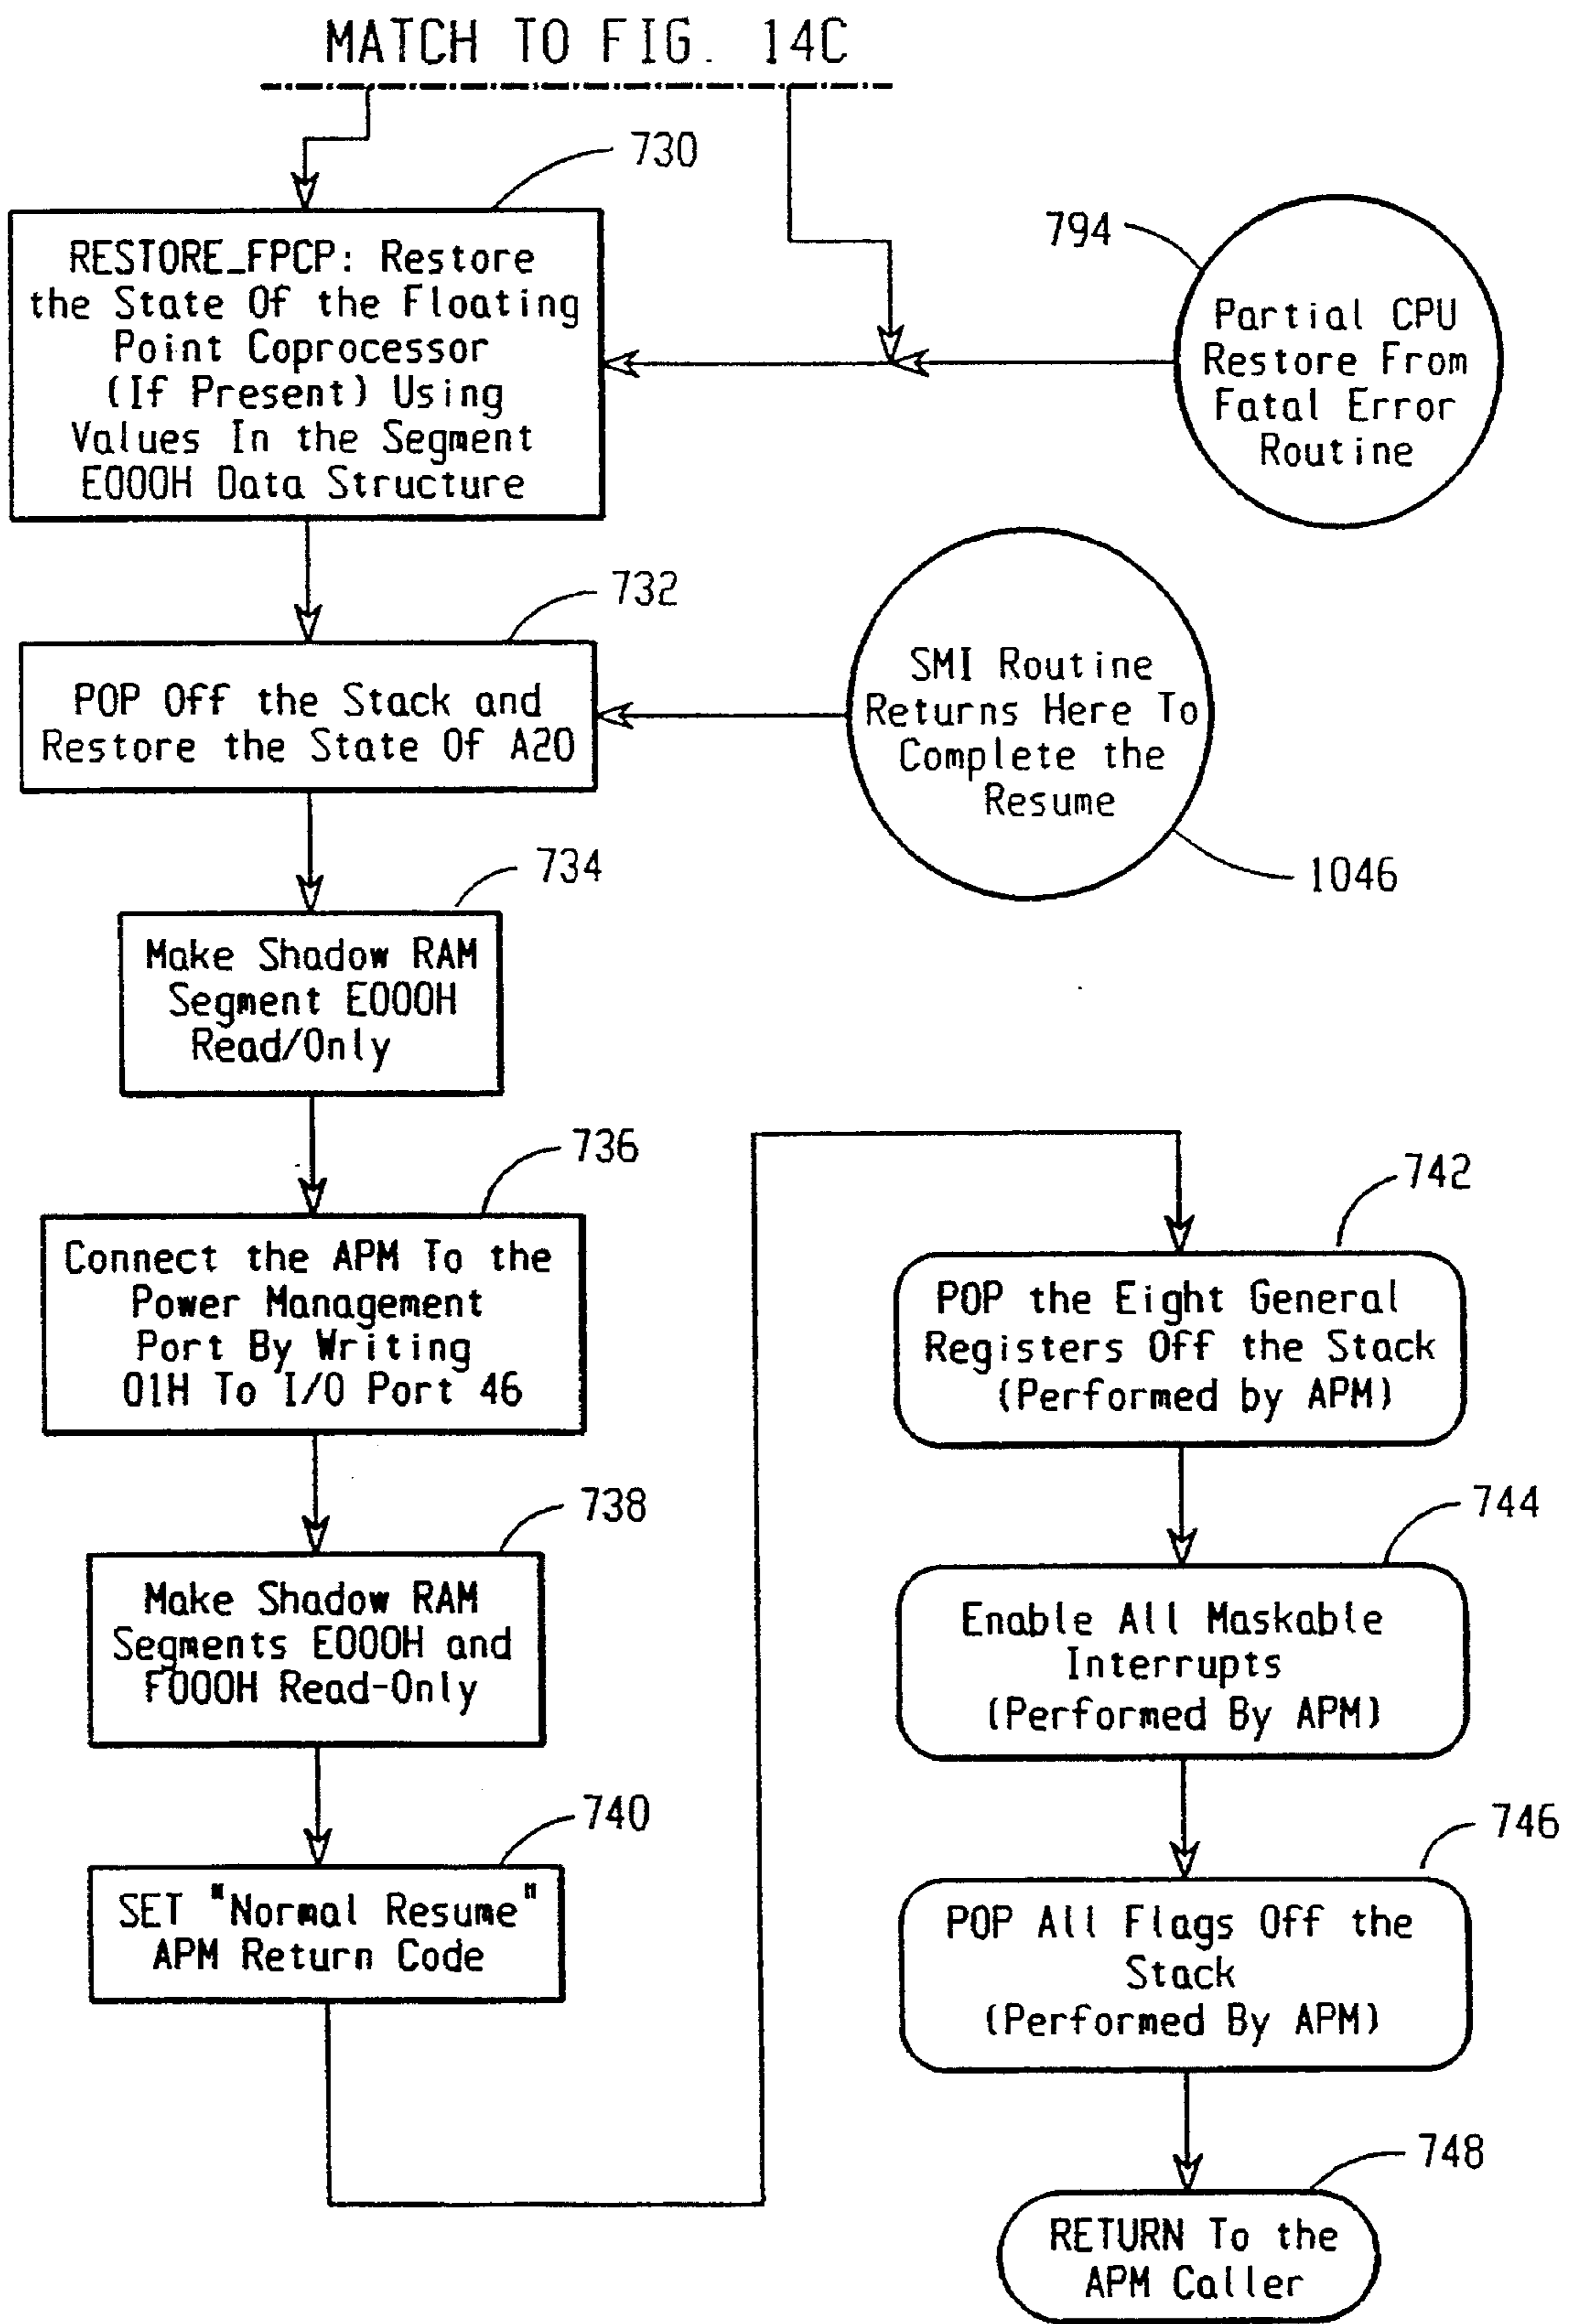 MATCH TO FIG. 14C
730
RESTORE_FPCP: Restore
the State Of the Floating
Point Coprocessor
(If Present) Using
Values In the Segment
E000H Data Structure
794
Partial CPU
Restore From
Fatal Error
Routine
732
POP Off the Stack and
Restore the State Of A20
SMI Routine
Returns Here To
Complete the
Resume
1046
734
Make Shadow RAM
Segment E000H
Read/Only
736
Connect the APM To the
Power Management
Port By Writing
01H To I/O Port 46
738
Make Shadow RAM
Segments E000H and
F000H Read-Only
740
SET "Normal Resume"
APM Return Code
742
POP the Eight General
Registers Off the Stack
(Performed by APM)
744
Enable All Maskable
Interrupts
(Performed By APM)
746
POP All Flags Off the
Stack
(Performed By APM)
748
RETURN To the
APM Caller